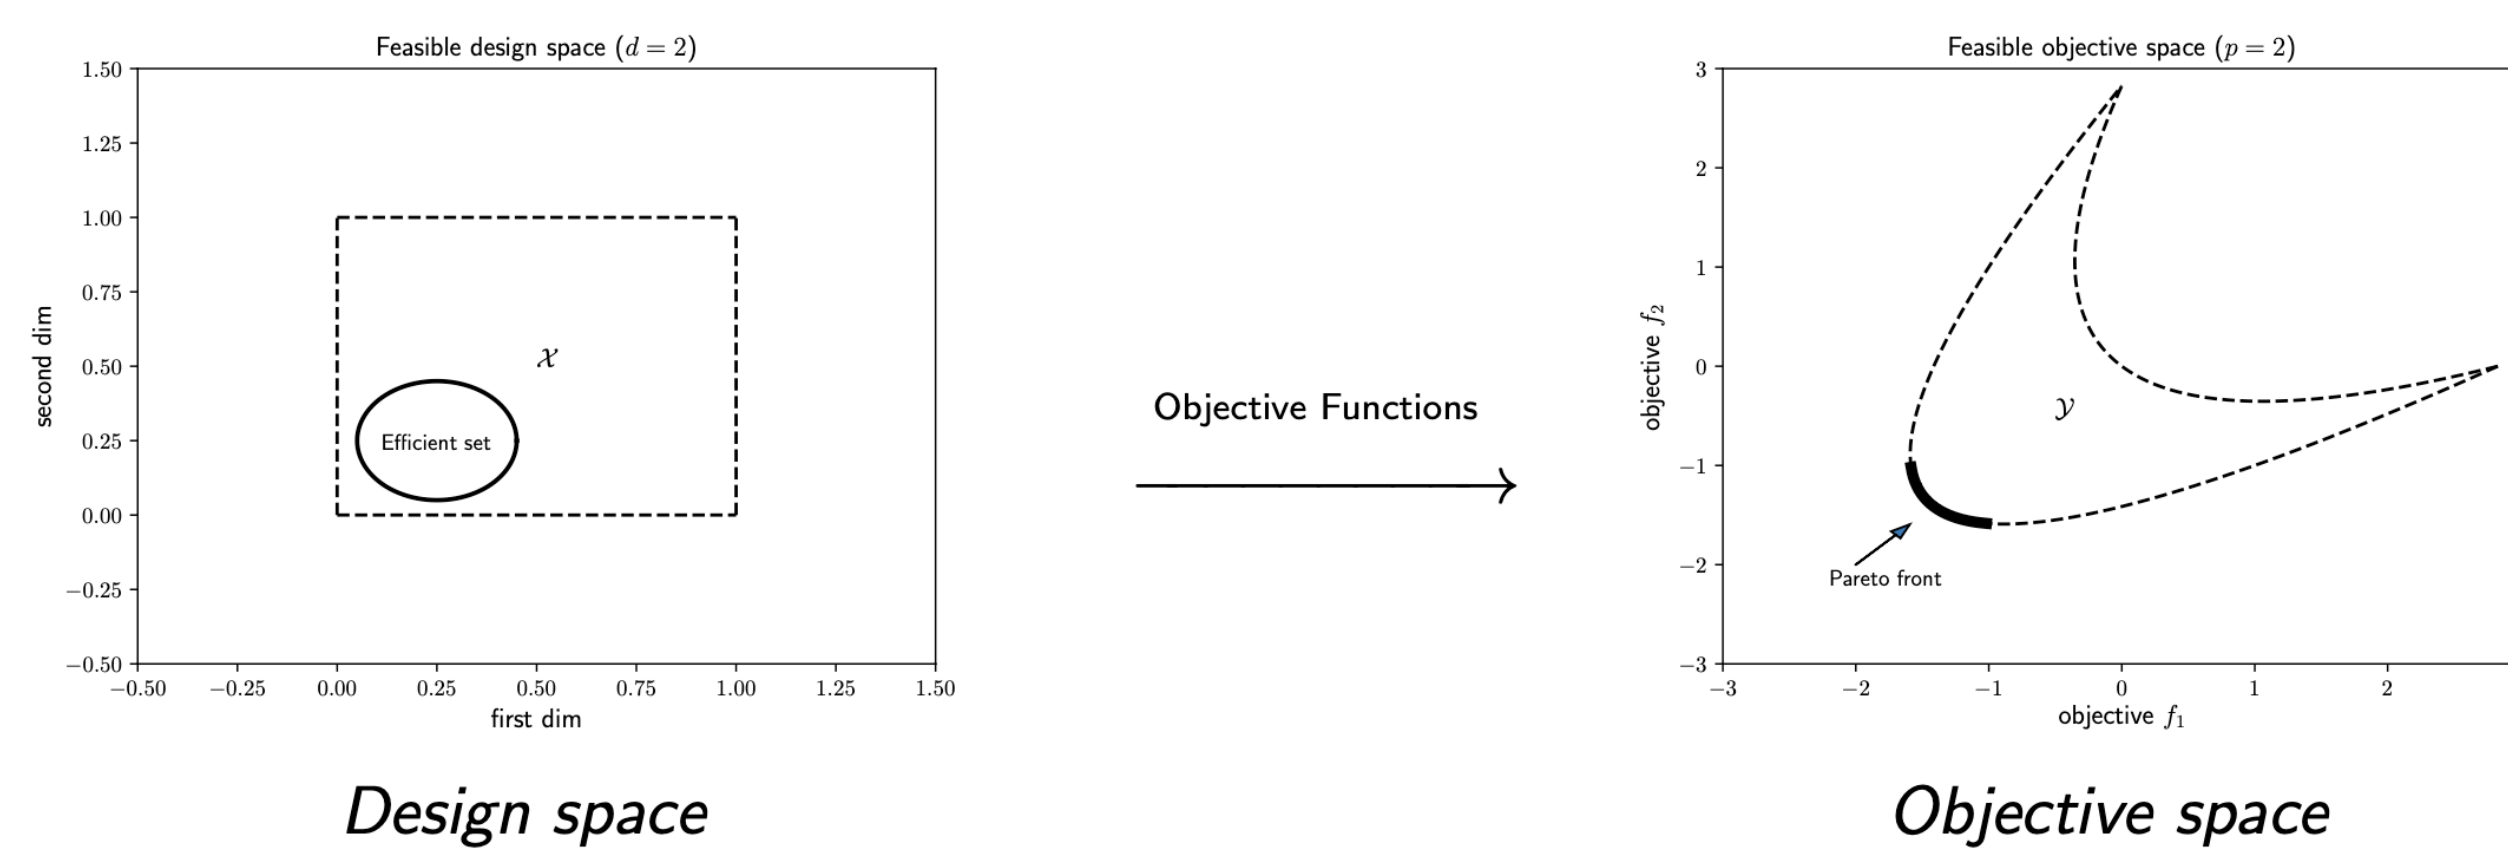 Feasible design space (d = 2)
1.50
1.25
1.00
0.75
0.50
0.25
0.00
−0.25
−0.50
second dim
𝒳
Efficient set
−0.50 −0.25 0.00 0.25 0.50 0.75 1.00 1.25 1.50
first dim
Design space
Objective Functions
Feasible objective space (p = 2)
3
2
1
0
−1
−2
−3
objective f₂
𝒴
Pareto front
−3 −2 −1 0 1 2
objective f₁
Objective space